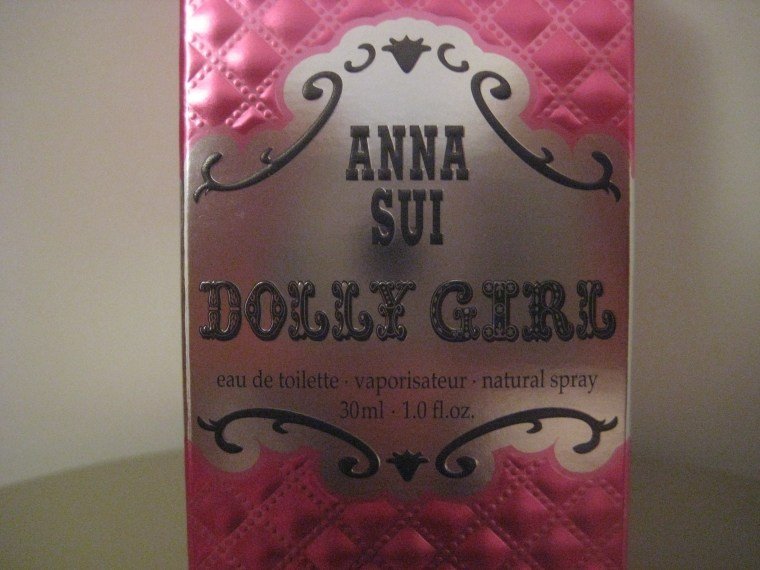 ANNA
SUI
DOLLY GIRL
eau de toilette · vaporisateur · natural spray
30ml · 1.0 fl.oz.